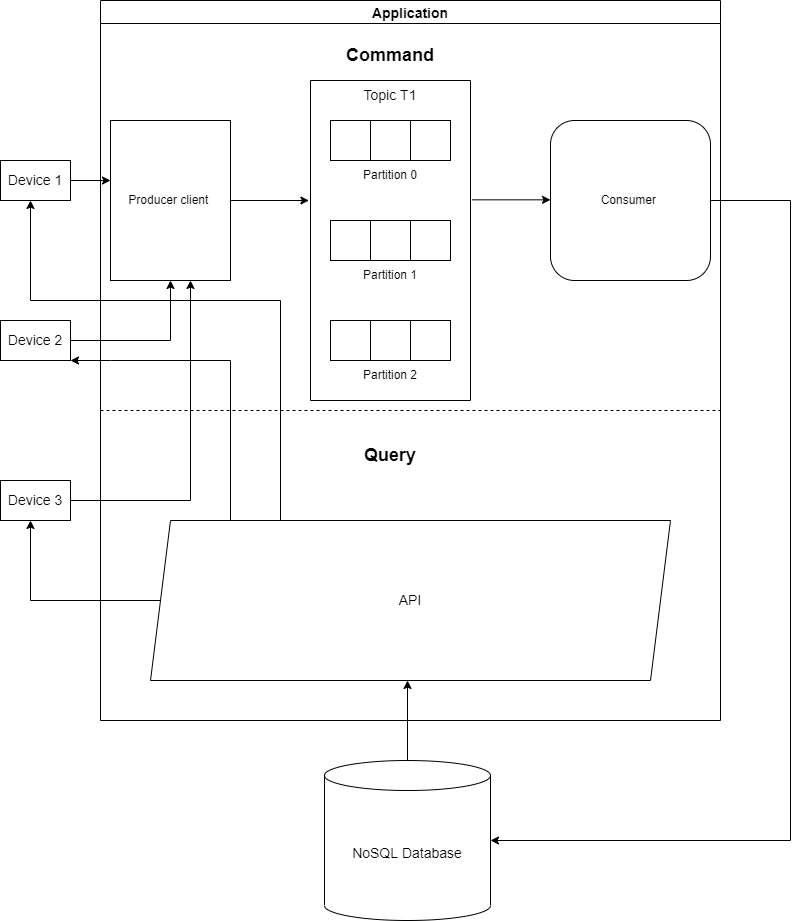 Application
Command
Topic T1
Partition 0
Device 1
Producer client
Consumer
Partition 1
Device 2
Partition 2
Query
Device 3
API
NoSQL Database